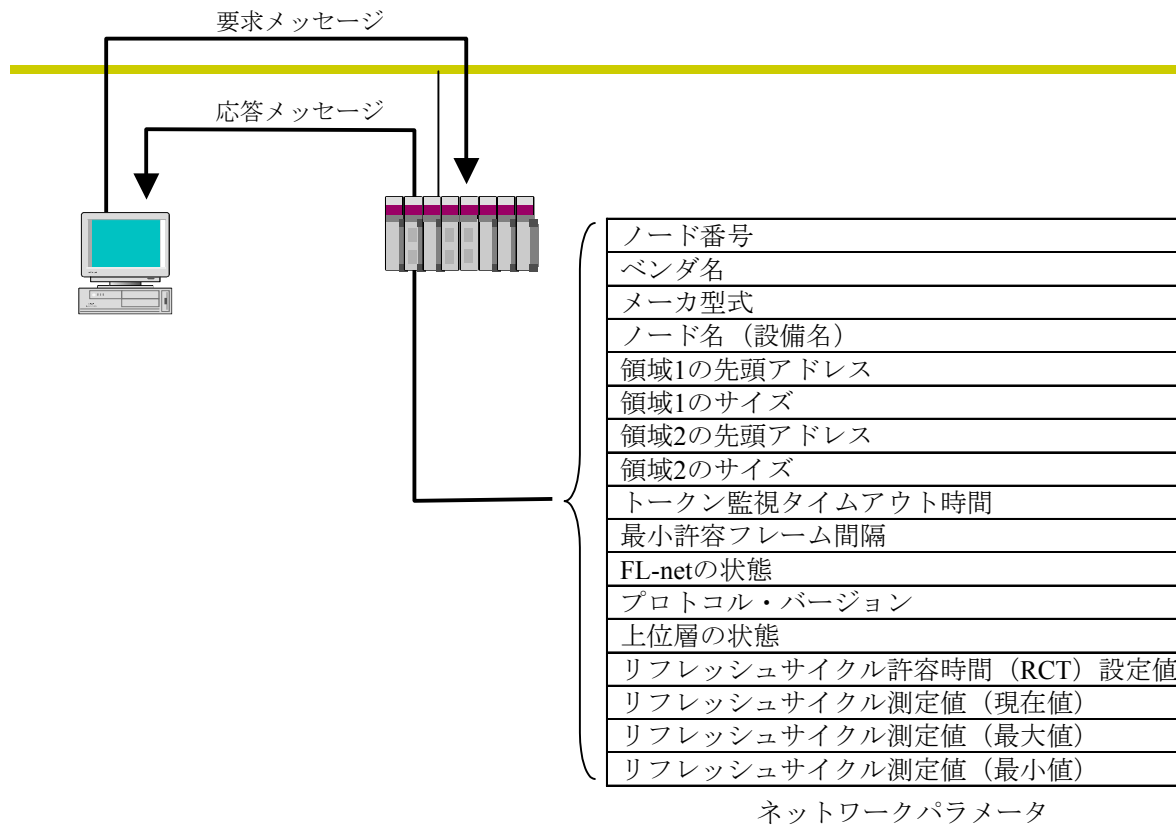 要求メッセージ
応答メッセージ
ノード番号
ベンダ名
メーカ型式
ノード名（設備名）
領域1の先頭アドレス
領域1のサイズ
領域2の先頭アドレス
領域2のサイズ
トークン監視タイムアウト時間
最小許容フレーム間隔
FL-netの状態
プロトコル・バージョン
上位層の状態
リフレッシュサイクル許容時間（RCT）設定値
リフレッシュサイクル測定値（現在値）
リフレッシュサイクル測定値（最大値）
リフレッシュサイクル測定値（最小値）
ネットワークパラメータ